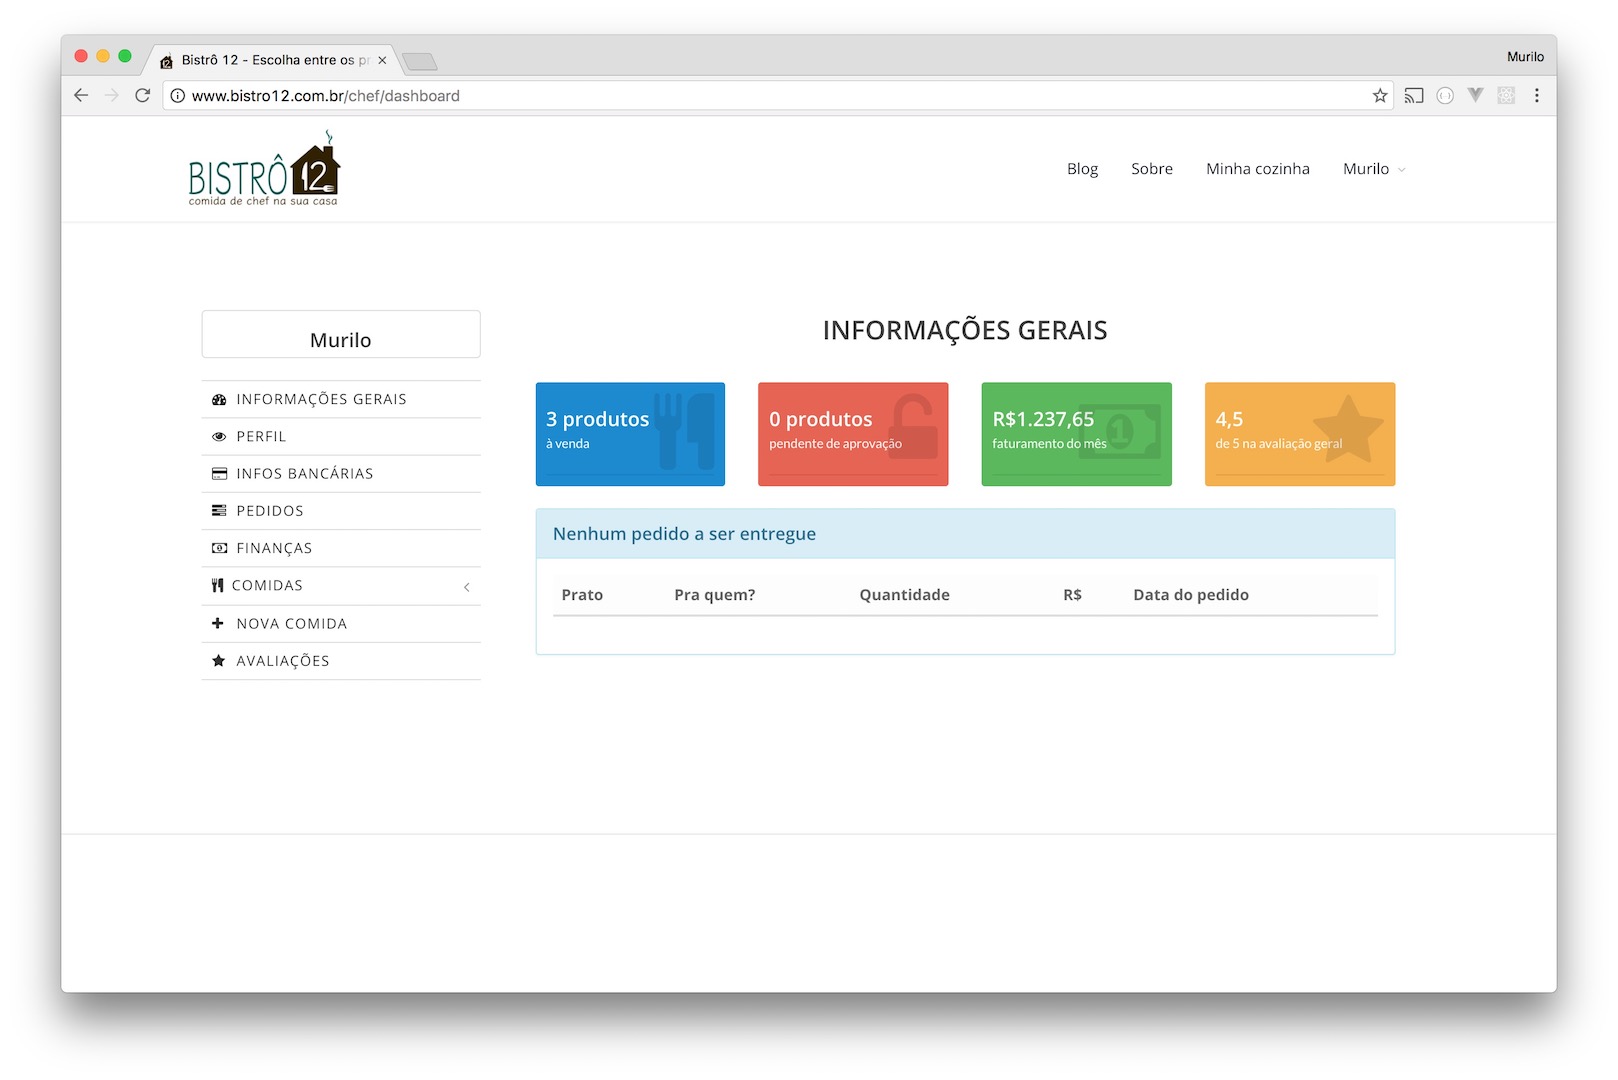 Bistrô 12 - Escolha entre os pr
Murilo
www.bistro12.com.br/chef/dashboard
BISTRÔ 12
comida de chef na sua casa
Blog
Sobre
Minha cozinha
Murilo
Murilo
INFORMAÇÕES GERAIS
PERFIL
INFOS BANCÁRIAS
PEDIDOS
FINANÇAS
COMIDAS
NOVA COMIDA
AVALIAÇÕES
INFORMAÇÕES GERAIS
3 produtos
à venda
0 produtos
pendente de aprovação
R$1.237,65
faturamento do mês
4,5
de 5 na avaliação geral
Nenhum pedido a ser entregue
Prato
Pra quem?
Quantidade
R$
Data do pedido